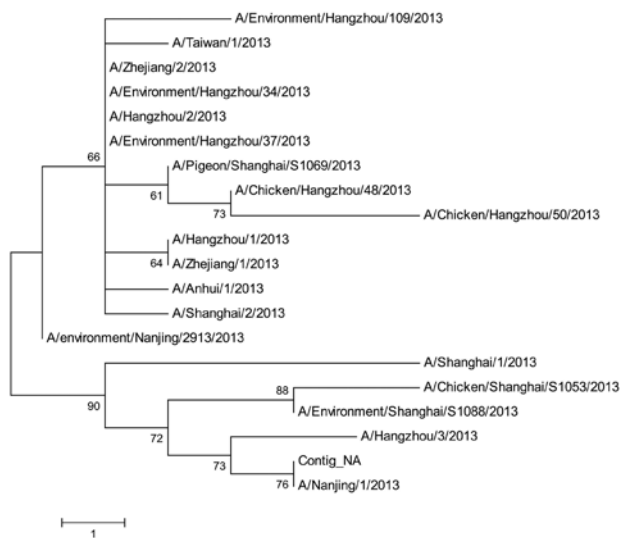 A/Environment/Hangzhou/109/2013
A/Taiwan/1/2013
A/Zhejiang/2/2013
A/Environment/Hangzhou/34/2013
A/Hangzhou/2/2013
A/Environment/Hangzhou/37/2013
66
A/Pigeon/Shanghai/S1069/2013
61
A/Chicken/Hangzhou/48/2013
73
A/Chicken/Hangzhou/50/2013
A/Hangzhou/1/2013
64
A/Zhejiang/1/2013
A/Anhui/1/2013
A/Shanghai/2/2013
A/environment/Nanjing/2913/2013
A/Shanghai/1/2013
90
88
A/Chicken/Shanghai/S1053/2013
A/Environment/Shanghai/S1088/2013
72
A/Hangzhou/3/2013
73
Contig_NA
76
A/Nanjing/1/2013
1